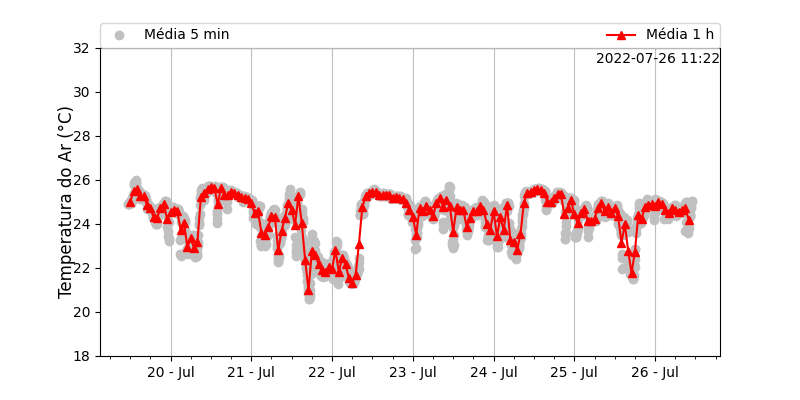 Média 5 min
Média 1 h
2022-07-26 11:22
Temperatura do Ar (°C)
32
30
28
26
24
22
20
18
20 - Jul
21 - Jul
22 - Jul
23 - Jul
24 - Jul
25 - Jul
26 - Jul